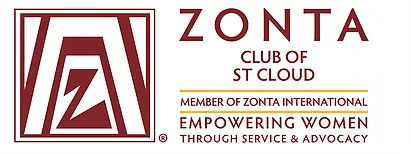 ZONTA
CLUB OF
ST CLOUD
MEMBER OF ZONTA INTERNATIONAL
EMPOWERING WOMEN
THROUGH SERVICE & ADVOCACY
®